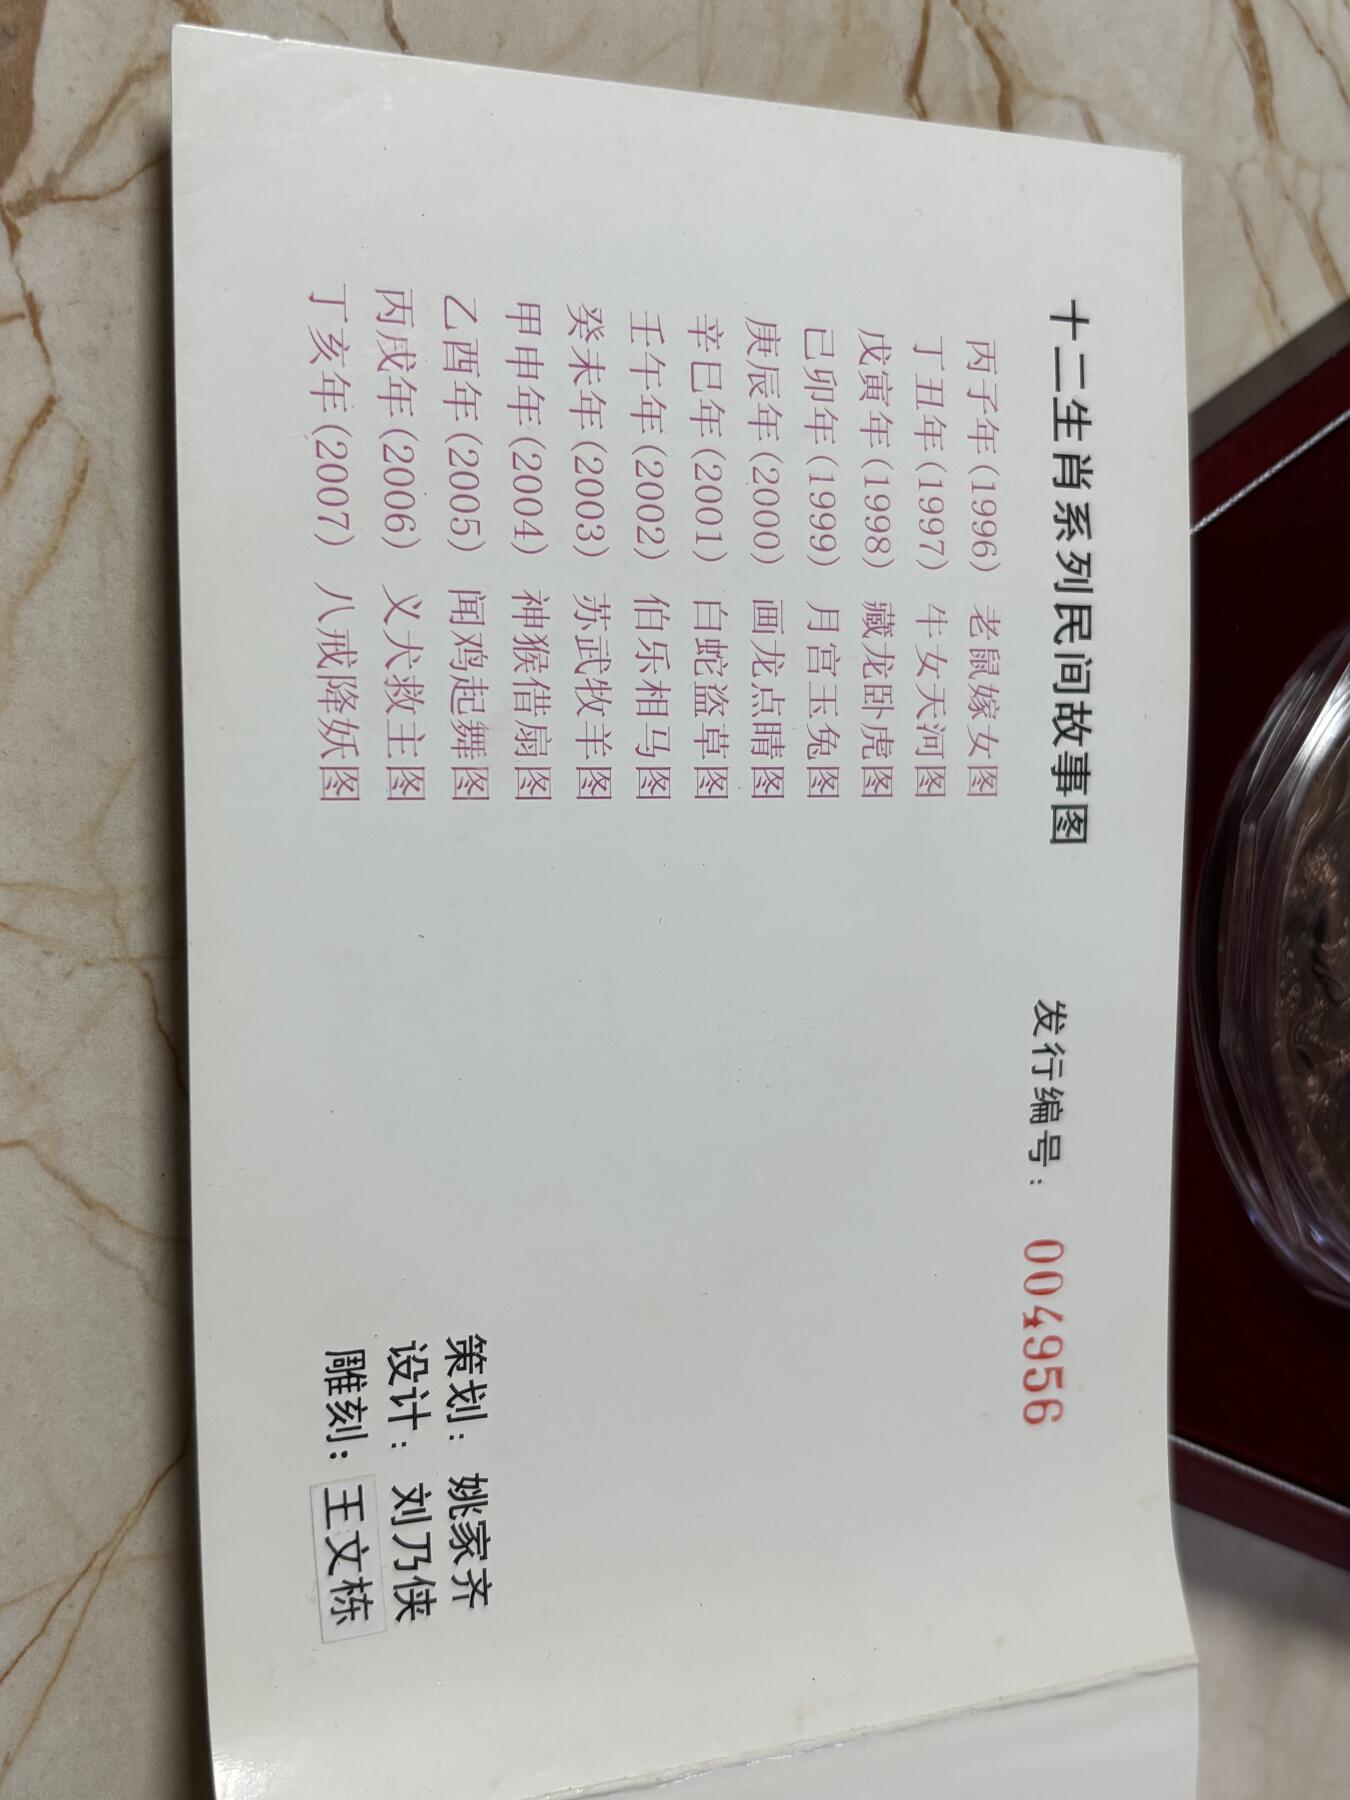 十二生肖系列民间故事图
发行编号：004956
丙子年(1996) 老鼠嫁女图
丁丑年(1997) 牛女天河图
戊寅年(1998) 藏龙卧虎图
己卯年(1999) 月宫玉兔图
庚辰年(2000) 画龙点睛图
辛巳年(2001) 白蛇盗草图
壬午年(2002) 伯乐相马图
癸未年(2003) 苏武牧羊图
甲申年(2004) 神猴借扇图
乙酉年(2005) 闻鸡起舞图
丙戌年(2006) 义犬救主图
丁亥年(2007) 八戒降妖图
策划：姚家齐
设计：刘乃侠
雕刻：王文栋